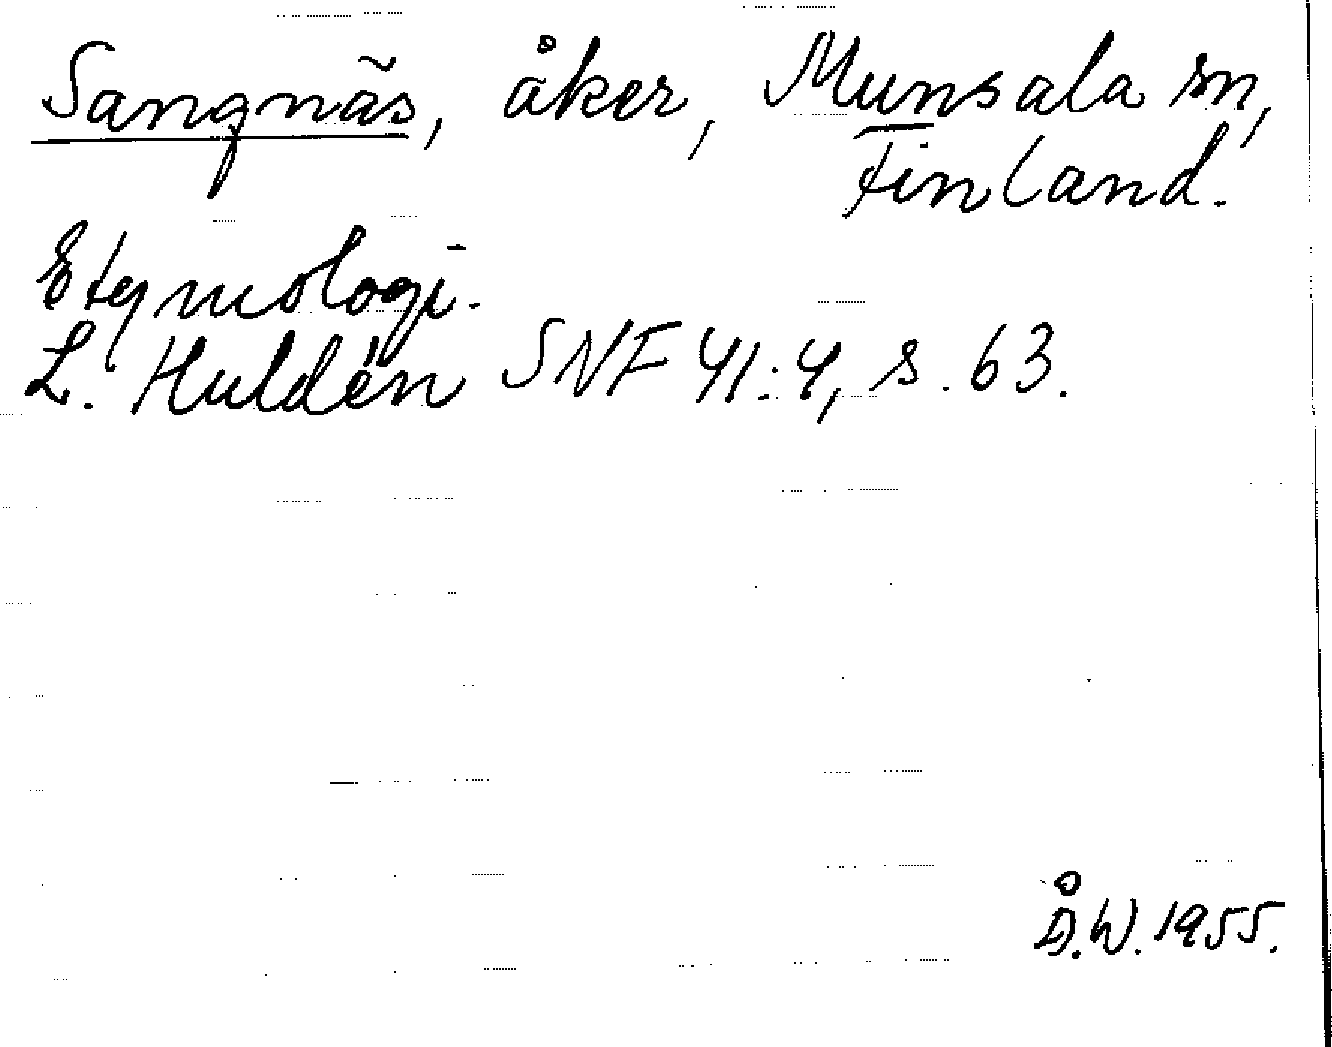 Sangnäs, åker, Munsala sn,
Finland.
Etymologi.
L. Huldén SNF 41:4, s. 63.
Å.W. 1955.